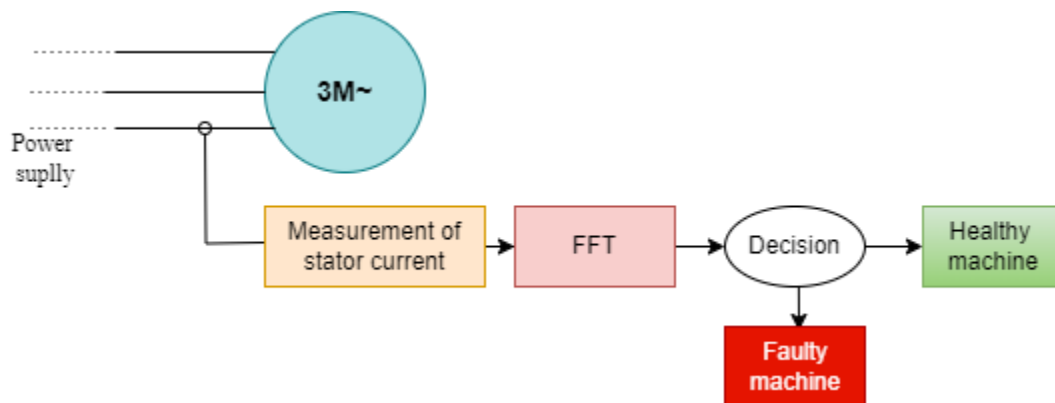 3M~
Power
suplly
Measurement of
stator current
FFT
Decision
Healthy
machine
Faulty
machine